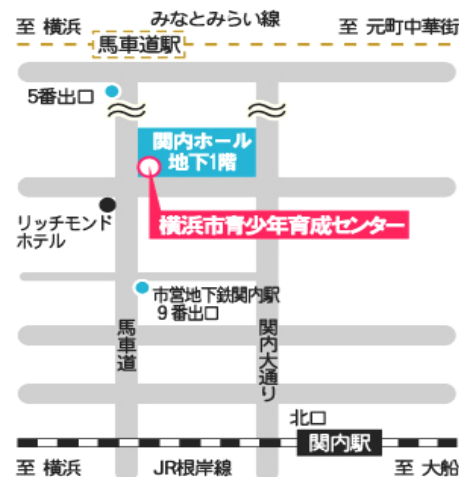 みなとみらい線
至 横浜
至 元町中華街
馬車道駅
5番出口
関内ホール
地下1階
リッチモンド
ホテル
横浜市青少年育成センター
市営地下鉄関内駅
9番出口
馬車道
関内大通り
北口
関内駅
至 横浜
JR根岸線
至 大船